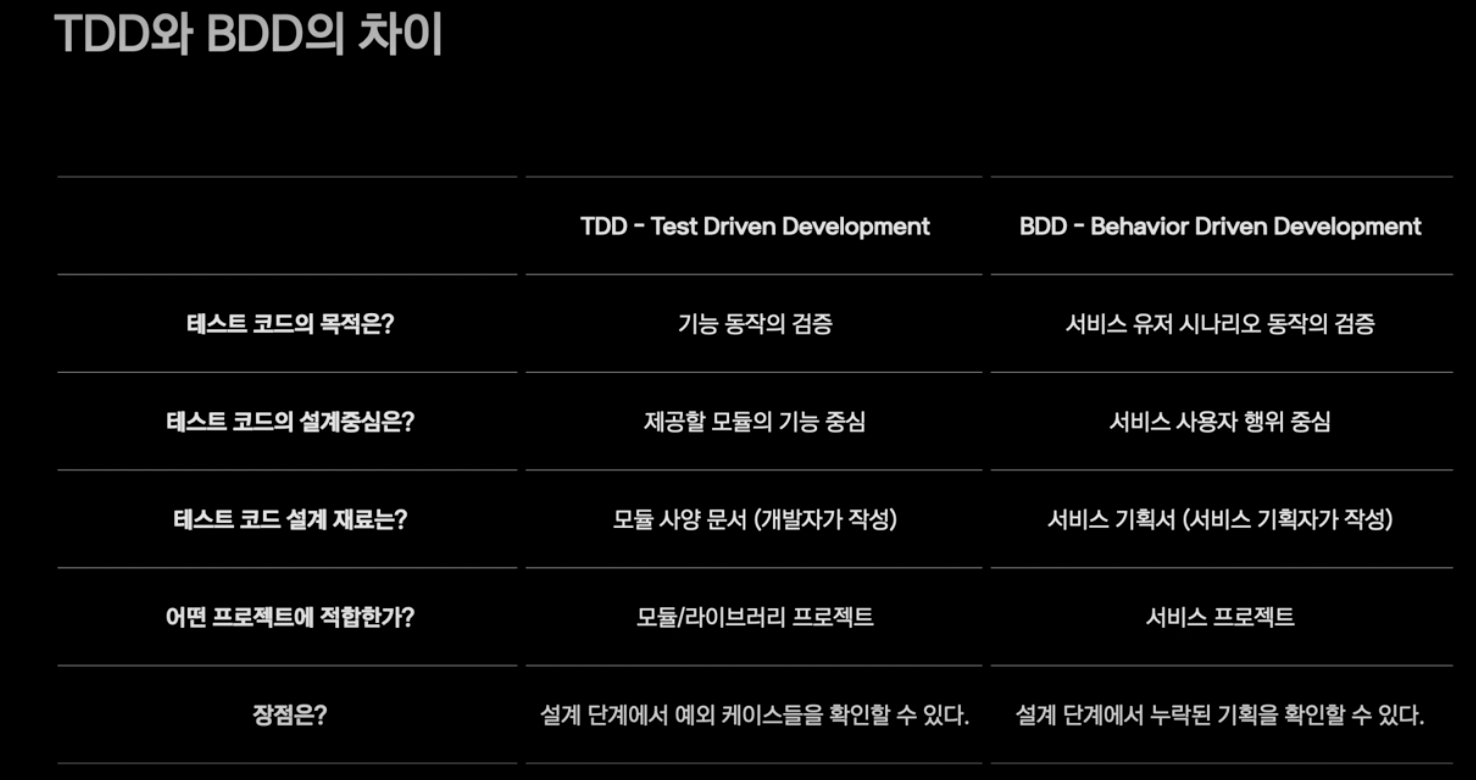 TDD와 BDD의 차이
TDD - Test Driven Development
BDD - Behavior Driven Development
테스트 코드의 목적은?
기능 동작의 검증
서비스 유저 시나리오 동작의 검증
테스트 코드의 설계중심은?
제공할 모듈의 기능 중심
서비스 사용자 행위 중심
테스트 코드 설계 재료는?
모듈 사양 문서 (개발자가 작성)
서비스 기획서 (서비스 기획자가 작성)
어떤 프로젝트에 적합한가?
모듈/라이브러리 프로젝트
서비스 프로젝트
장점은?
설계 단계에서 예외 케이스들을 확인할 수 있다.
설계 단계에서 누락된 기획을 확인할 수 있다.